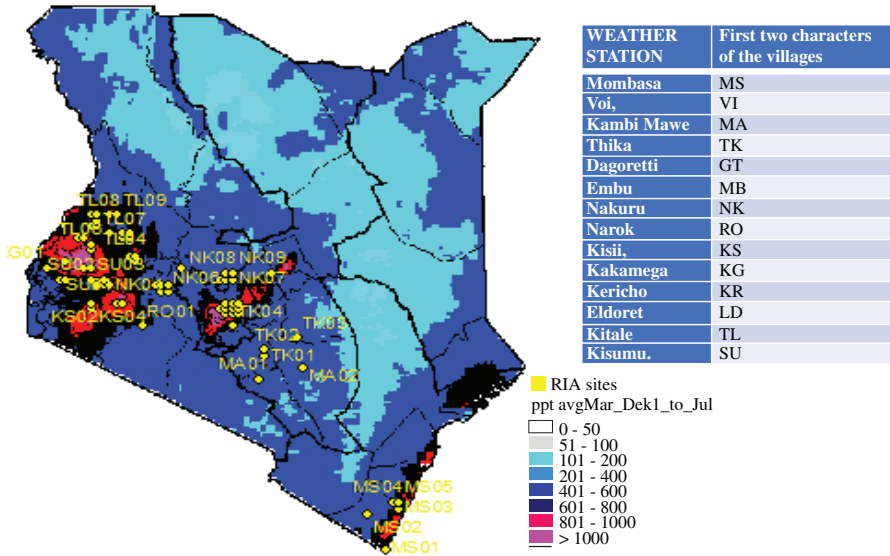 WEATHER STATION First two characters of the villages
Mombasa MS
Voi, VI
Kambi Mawe MA
Thika TK
Dagoretti GT
Embu MB
Nakuru NK
Narok RO
Kisii, KS
Kakamega KG
Kericho KR
Eldoret LD
Kitale TL
Kisumu. SU
TL08 TL09
TL07
TL04
SU03
NK08 NK09
NK06 NK07
NK04
RO01
TK04
KS02 KS04
TK02 TK03
TK01
MA01
MA02
MS04 MS05
MS03
MS02
MS01
RIA sites
ppt avgMar_Dek1_to_Jul
0 - 50
51 - 100
101 - 200
201 - 400
401 - 600
601 - 800
801 - 1000
> 1000